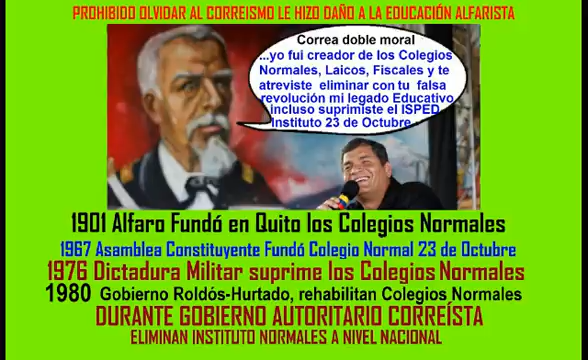 PROHIBIDO OLVIDAR AL CORREISMO LE HIZO DAÑO A LA EDUCACIÓN ALFARISTA
Correa doble moral
...yo fui creador de los Colegios
Normales, Laicos, Fiscales y te
atreviste eliminar con tu falsa
revolución mi legado Educativo
incluso suprimiste el ISPED
Instituto 23 de Octubre
1901 Alfaro Fundó en Quito los Colegios Normales
1967 Asamblea Constituyente Fundó Colegio Normal 23 de Octubre
1976 Dictadura Militar suprime los Colegios Normales
1980 Gobierno Roldós-Hurtado, rehabilitan Colegios Normales
DURANTE GOBIERNO AUTORITARIO CORREÍSTA
ELIMINAN INSTITUTO NORMALES A NIVEL NACIONAL